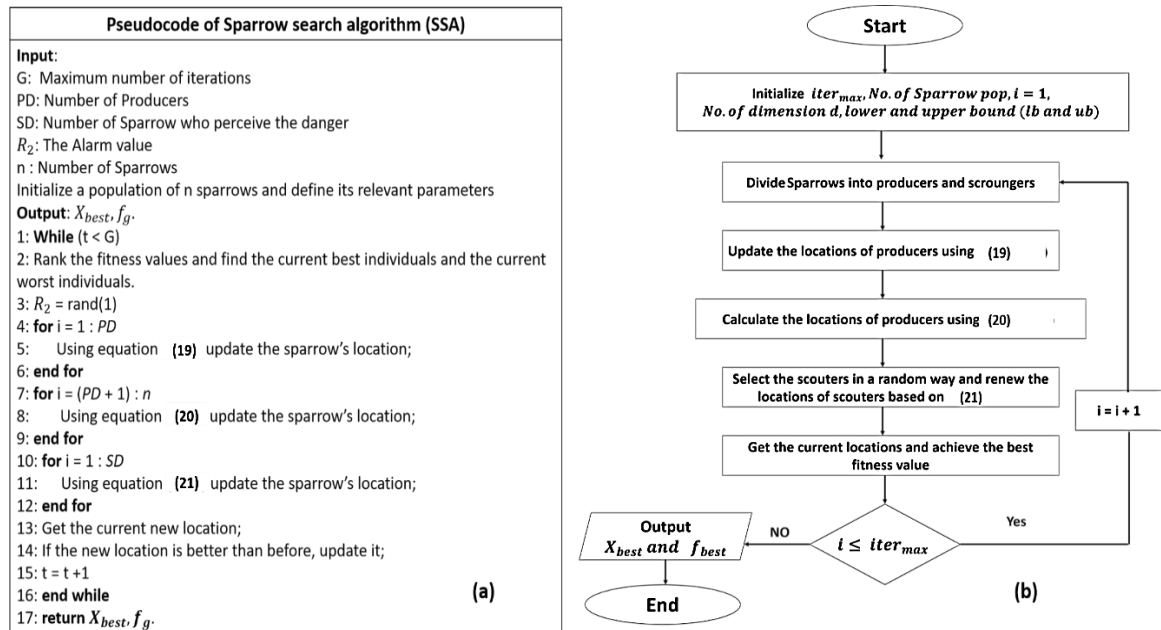 Pseudocode of Sparrow search algorithm (SSA)
Input:
G: Maximum number of iterations
PD: Number of Producers
SD: Number of Sparrow who perceive the danger
R₂: The Alarm value
n : Number of Sparrows
Initialize a population of n sparrows and define its relevant parameters
Output: X_best, f_g.
1: While (t < G)
2: Rank the fitness values and find the current best individuals and the current
worst individuals.
3: R₂ = rand(1)
4: for i = 1 : PD
5: Using equation (19) update the sparrow's location;
6: end for
7: for i = (PD + 1) : n
8: Using equation (20) update the sparrow's location;
9: end for
10: for i = 1 : SD
11: Using equation (21) update the sparrow's location;
12: end for
13: Get the current new location;
14: If the new location is better than before, update it;
15: t = t +1
16: end while
17: return X_best, f_g.
(a)
Start
Initialize iter_max, No. of Sparrow pop, i = 1,
No. of dimension d, lower and upper bound (lb and ub)
Divide Sparrows into producers and scroungers
Update the locations of producers using (19)
Calculate the locations of producers using (20)
Select the scouters in a random way and renew the
locations of scouters based on (21)
Get the current locations and achieve the best
fitness value
i ≤ iter_max
Yes
i = i + 1
NO
Output
X_best and f_best
End
(b)